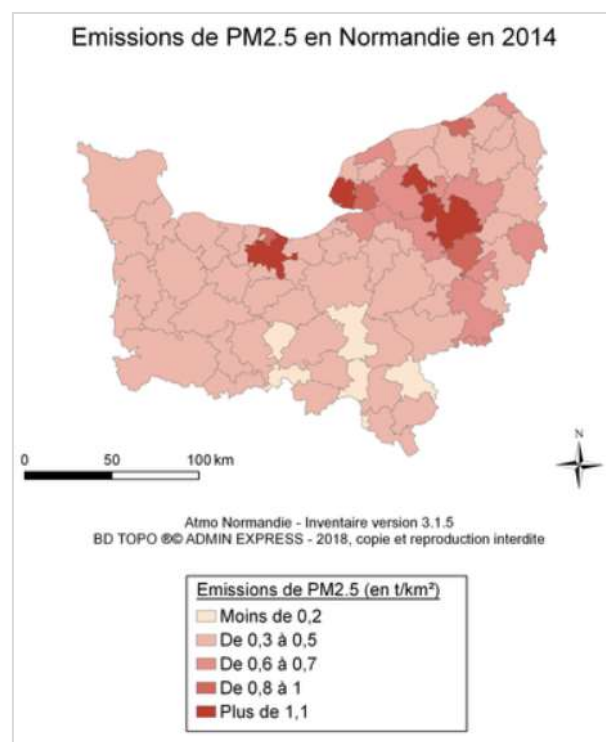 Emissions de PM2.5 en Normandie en 2014
N
0 50 100 km
Atmo Normandie - Inventaire version 3.1.5
BD TOPO ®© ADMIN EXPRESS - 2018, copie et reproduction interdite
Emissions de PM2.5 (en t/km²)
Moins de 0,2
De 0,3 à 0,5
De 0,6 à 0,7
De 0,8 à 1
Plus de 1,1